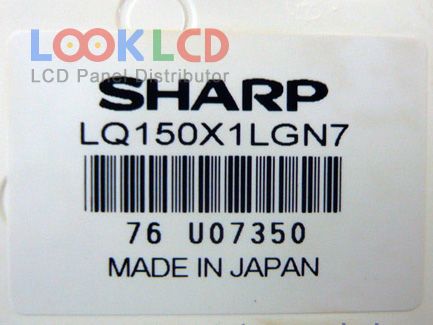 LOOKLCD
LCD Panel Distributor
SHARP
LQ150X1LGN7
76 U07350
MADE IN JAPAN